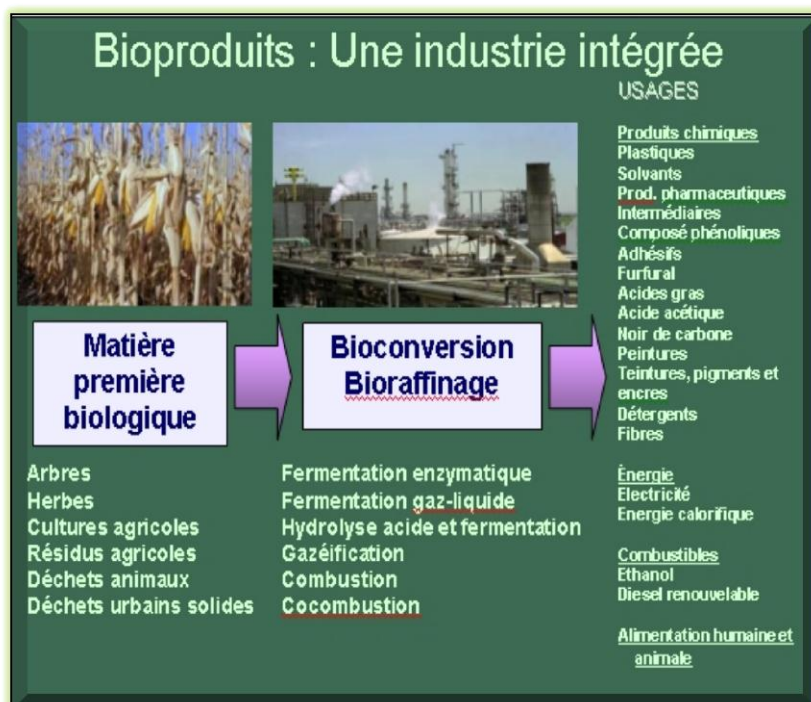 Bioproduits : Une industrie intégrée
Matière
première
biologique
Arbres
Herbes
Cultures agricoles
Résidus agricoles
Déchets animaux
Déchets urbains solides
Bioconversion
Bioraffinage
Fermentation enzymatique
Fermentation gaz-liquide
Hydrolyse acide et fermentation
Gazéification
Combustion
Cocombustion
USAGES
Produits chimiques
Plastiques
Solvants
Prod. pharmaceutiques
Intermédiaires
Composé phénoliques
Adhésifs
Furfural
Acides gras
Acide acétique
Noir de carbone
Peintures
Teintures, pigments et
encres
Détergents
Fibres
Ènergie
Electricité
Energie calorifique
Combustibles
Ethanol
Diesel renouvelable
Alimentation humaine et
animale